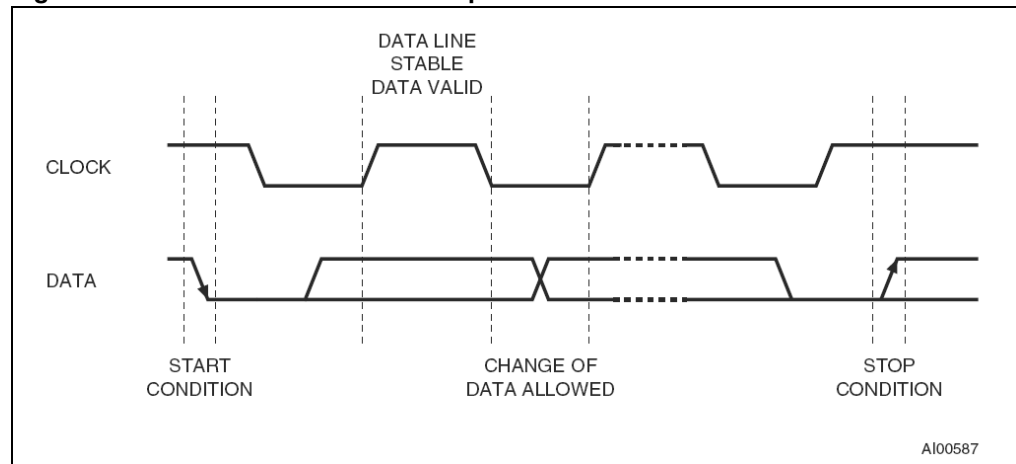 DATA LINE
STABLE
DATA VALID
CLOCK
DATA
START
CONDITION
CHANGE OF
DATA ALLOWED
STOP
CONDITION
AI00587